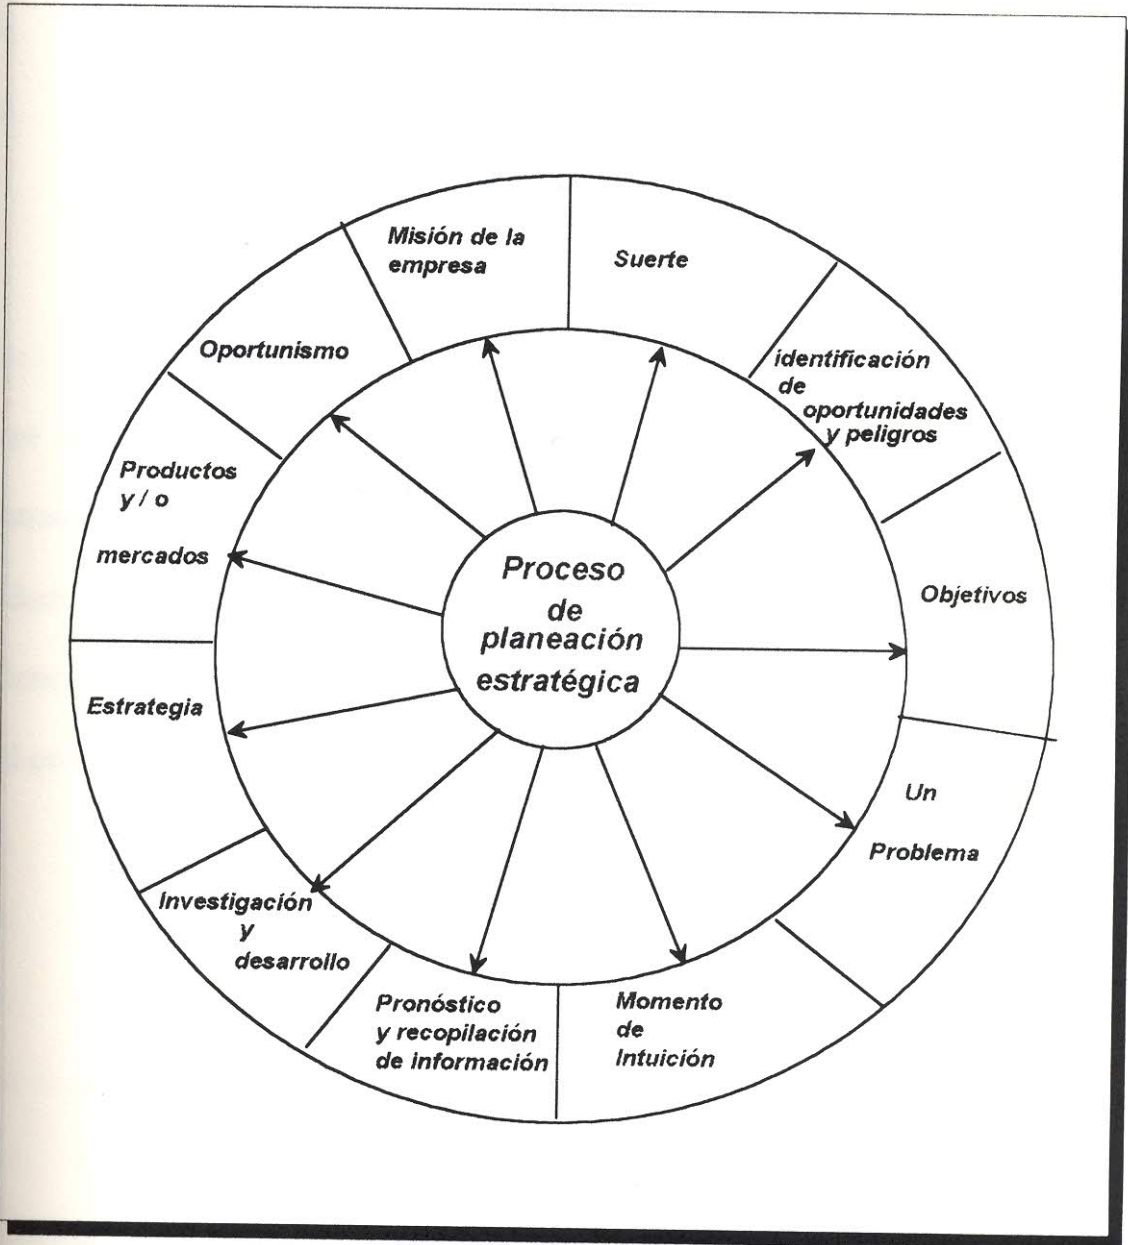 Misión de la
empresa
Suerte
identificación
de
oportunidades
y peligros
Objetivos
Un
Problema
Momento
de
Intuición
Pronóstico
y recopilación
de información
Investigación
y
desarrollo
Estrategia
Productos
y / o
mercados
Oportunismo
Proceso
de
planeación
estratégica